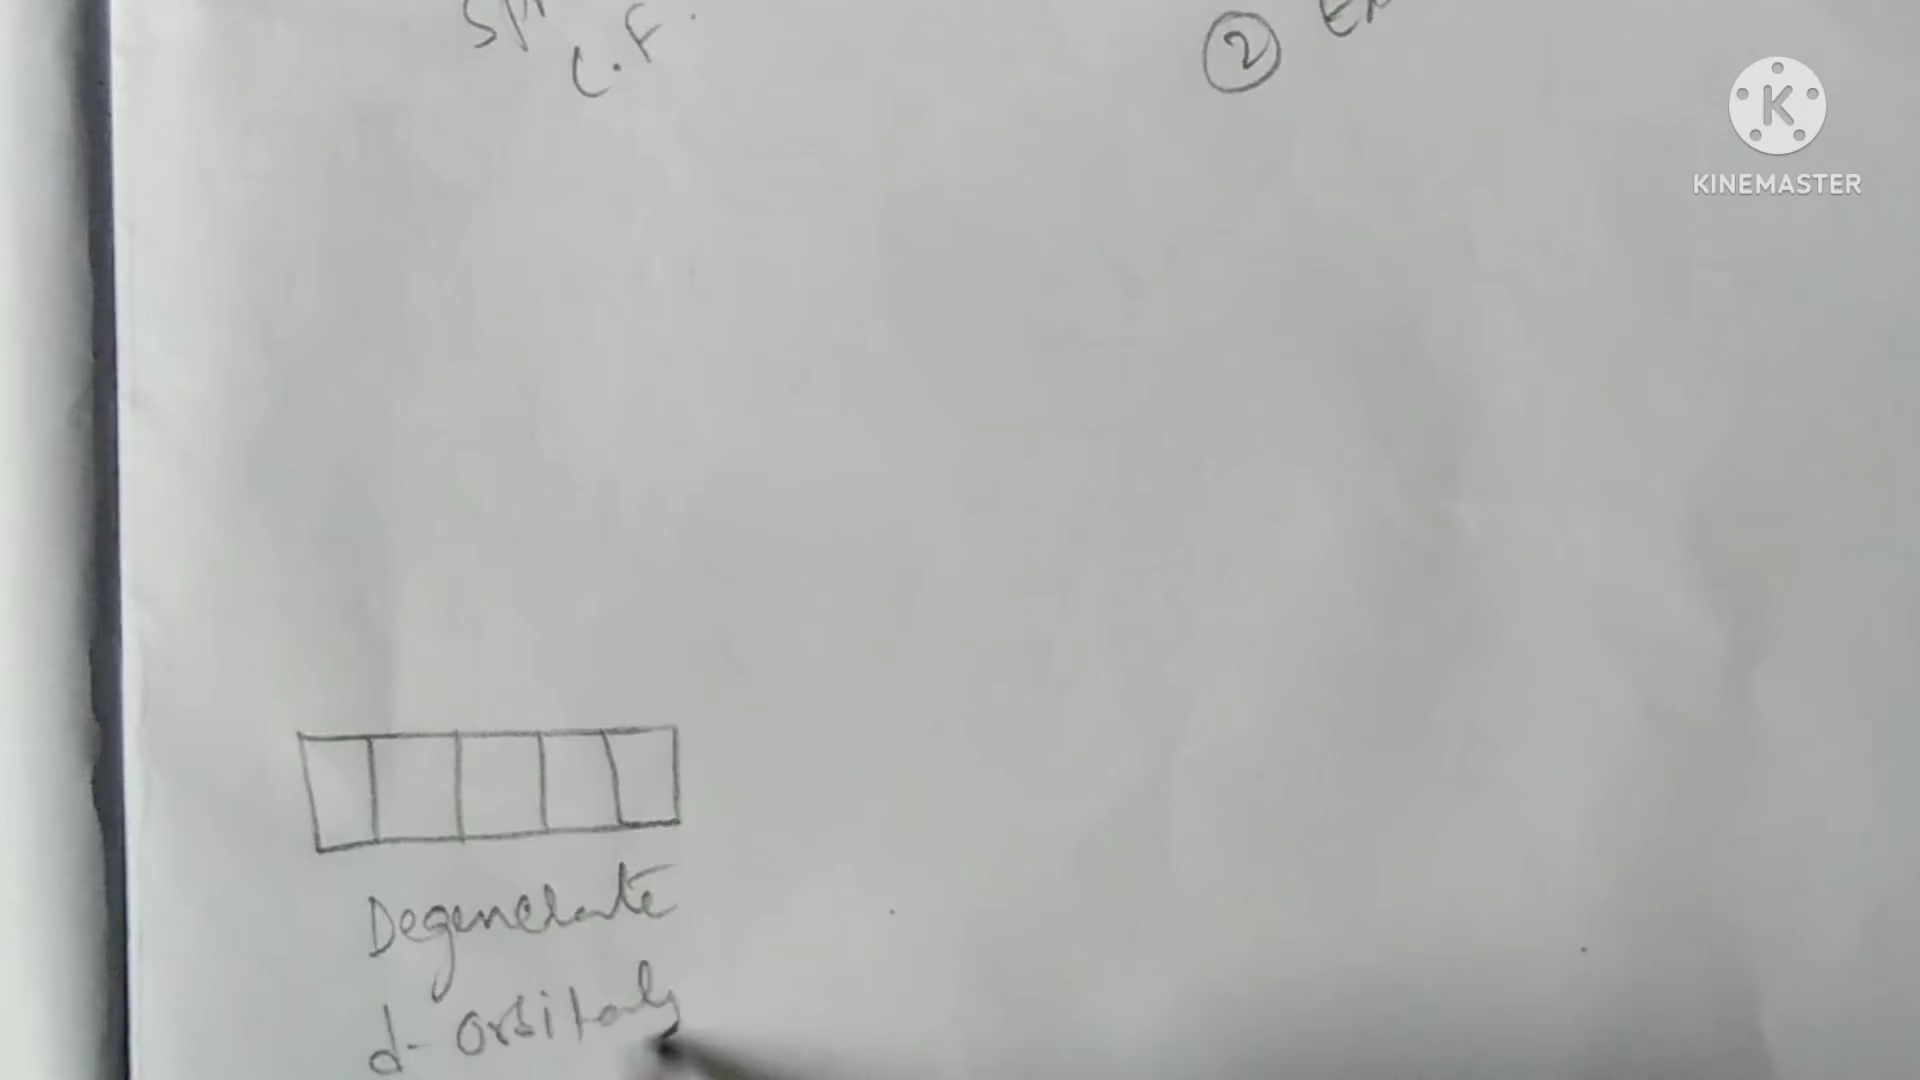 C.F.
②
K
KINEMASTER
Degenerate
d- orbitals